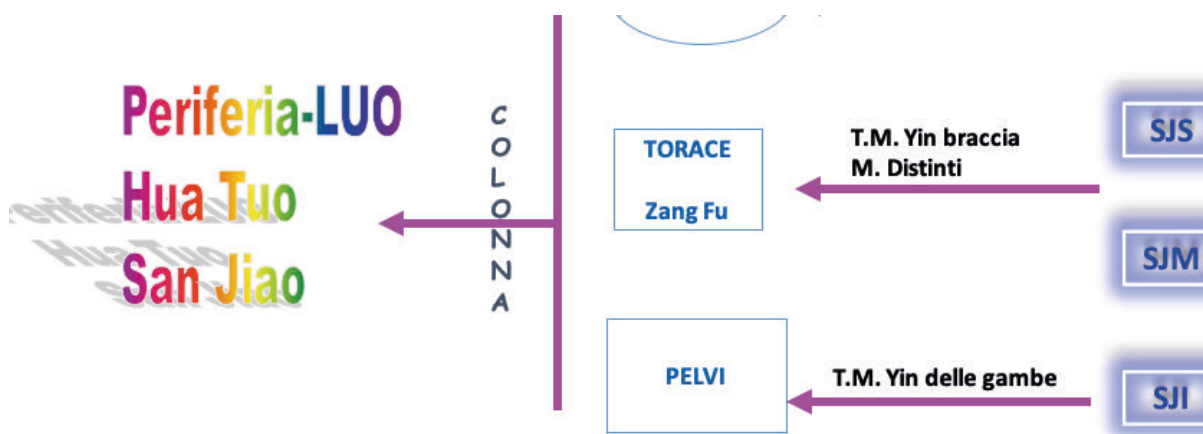 Periferia-LUO
Hua Tuo
San Jiao
COLONNA
TORACE
Zang Fu
PELVI
T.M. Yin braccia
M. Distinti
T.M. Yin delle gambe
SJS
SJM
SJI